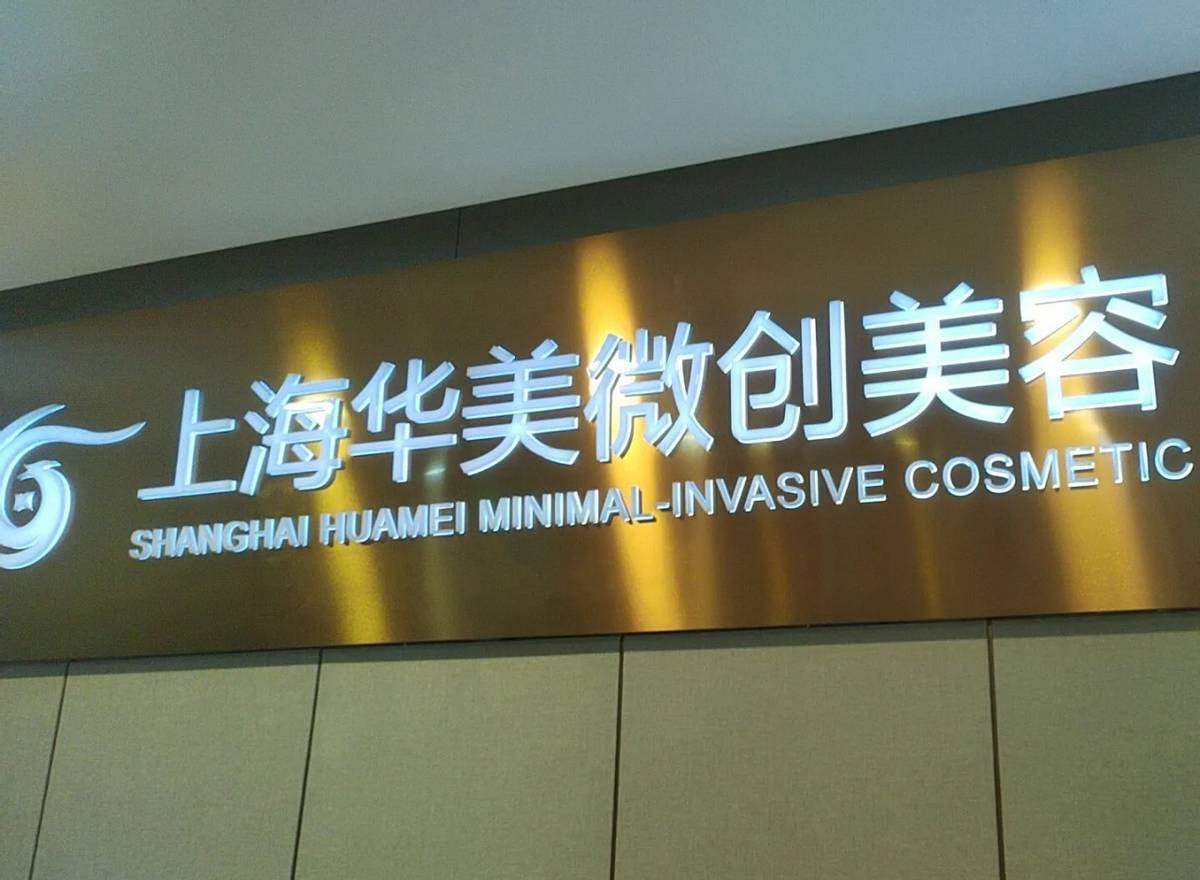 上海华美微创美容
SHANGHAI HUAMEI MINIMAL-INVASIVE COSMETIC